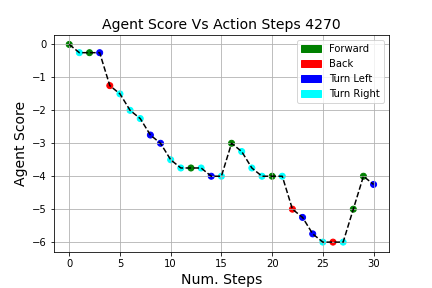 Agent Score Vs Action Steps 4270
Forward
Back
Turn Left
Turn Right
Agent Score
0
−1
−2
−3
−4
−5
−6
0 5 10 15 20 25 30
Num. Steps